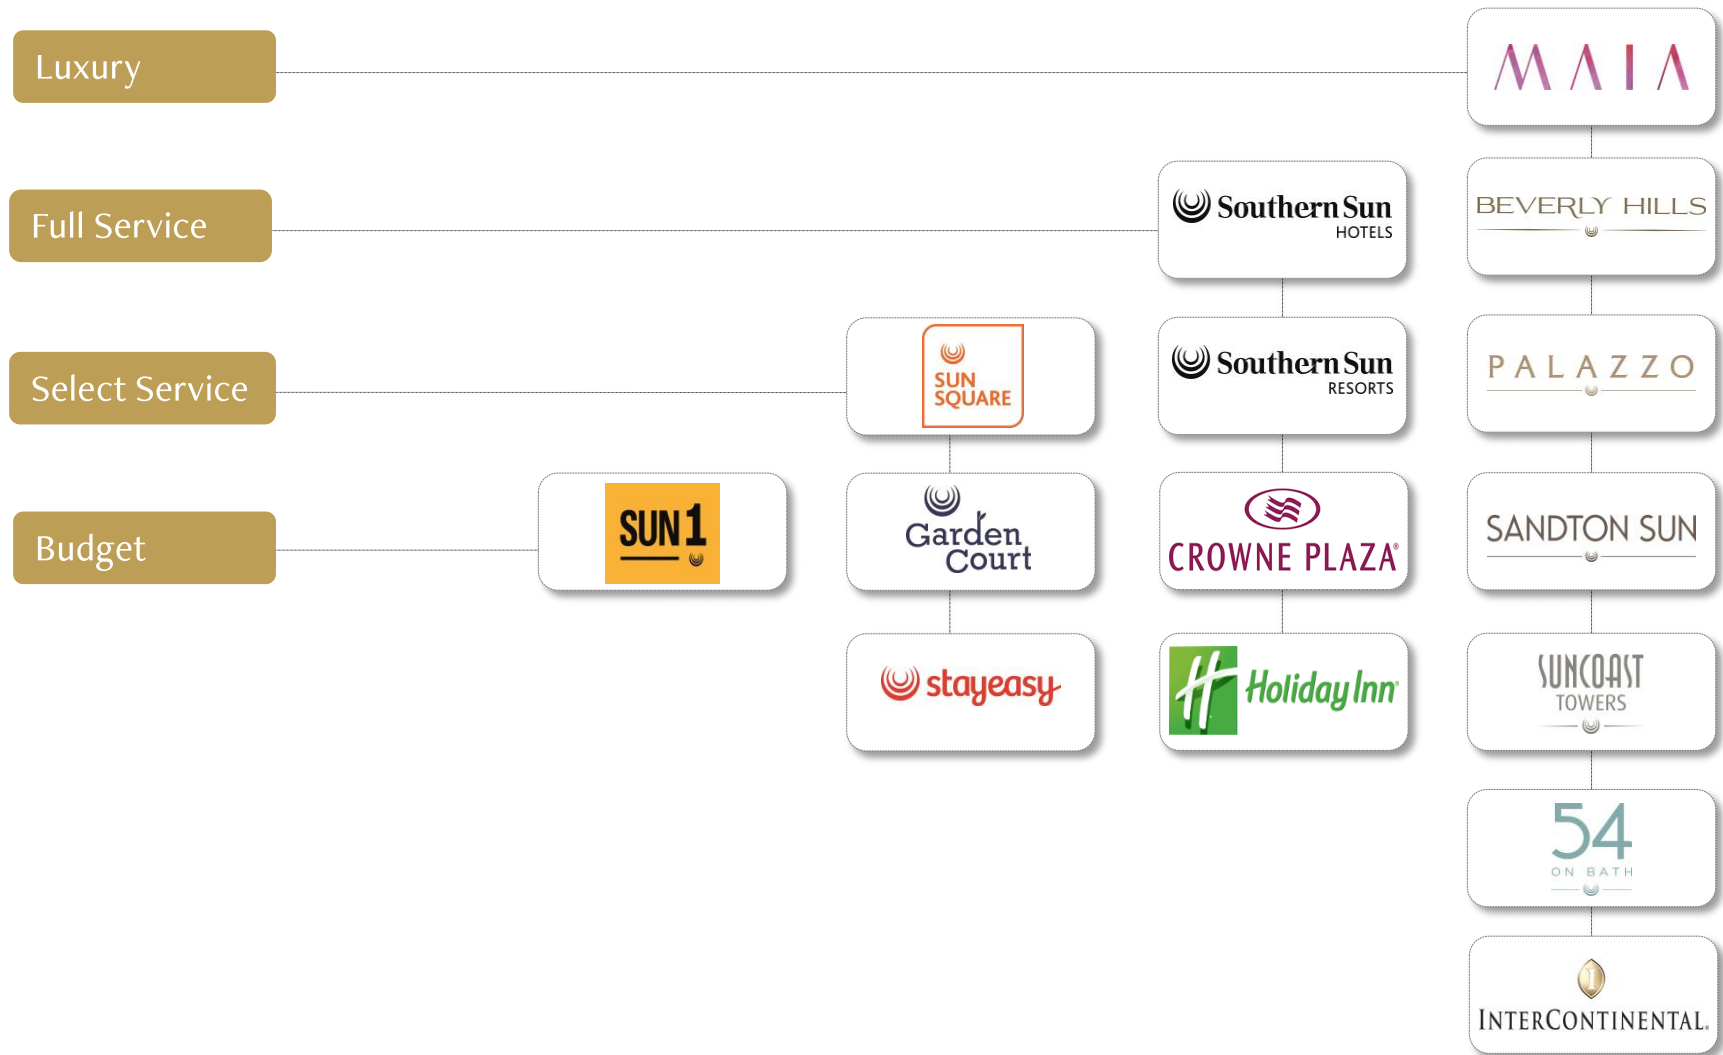 Luxury
MAIA
Full Service
Southern Sun
HOTELS
BEVERLY HILLS
Select Service
SUN
SQUARE
Southern Sun
RESORTS
PALAZZO
Budget
SUN1
Garden
Court
CROWNE PLAZA®
SANDTON SUN
stayeasy
H Holiday Inn®
SUNCOAST
TOWERS
54
ON BATH
I
INTERCONTINENTAL®